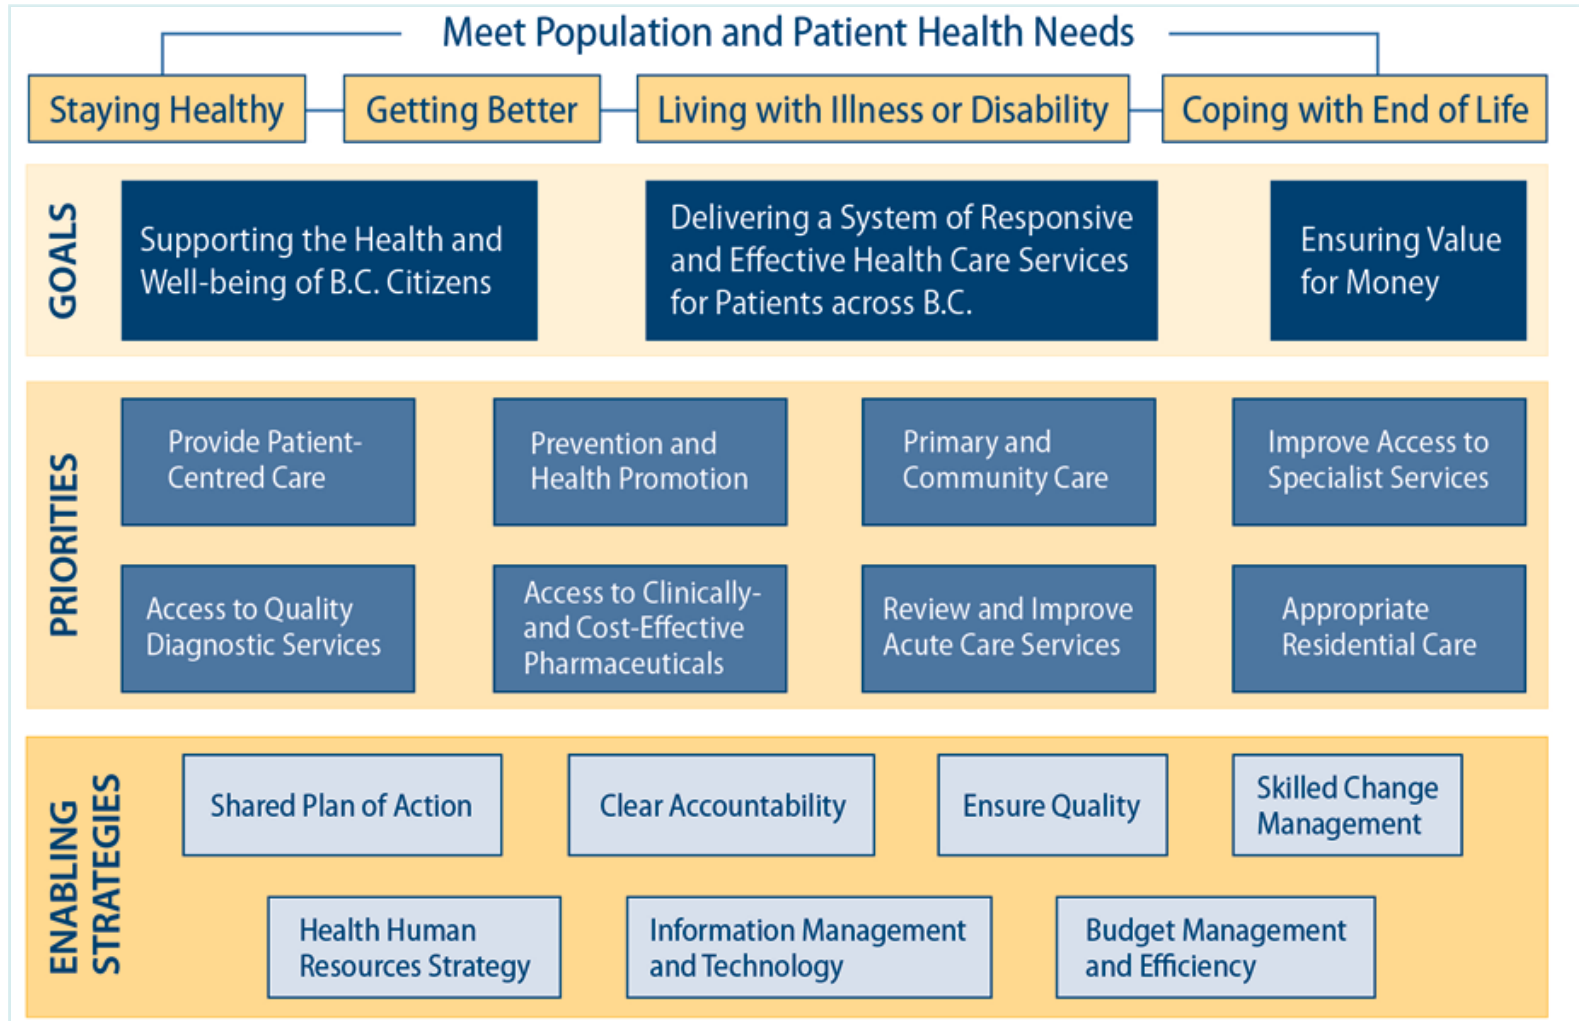 Meet Population and Patient Health Needs
Staying Healthy
Getting Better
Living with Illness or Disability
Coping with End of Life
GOALS
Supporting the Health and
Well-being of B.C. Citizens
Delivering a System of Responsive
and Effective Health Care Services
for Patients across B.C.
Ensuring Value
for Money
PRIORITIES
Provide Patient-
Centred Care
Prevention and
Health Promotion
Primary and
Community Care
Improve Access to
Specialist Services
Access to Quality
Diagnostic Services
Access to Clinically-
and Cost-Effective
Pharmaceuticals
Review and Improve
Acute Care Services
Appropriate
Residential Care
ENABLING
STRATEGIES
Shared Plan of Action
Clear Accountability
Ensure Quality
Skilled Change
Management
Health Human
Resources Strategy
Information Management
and Technology
Budget Management
and Efficiency